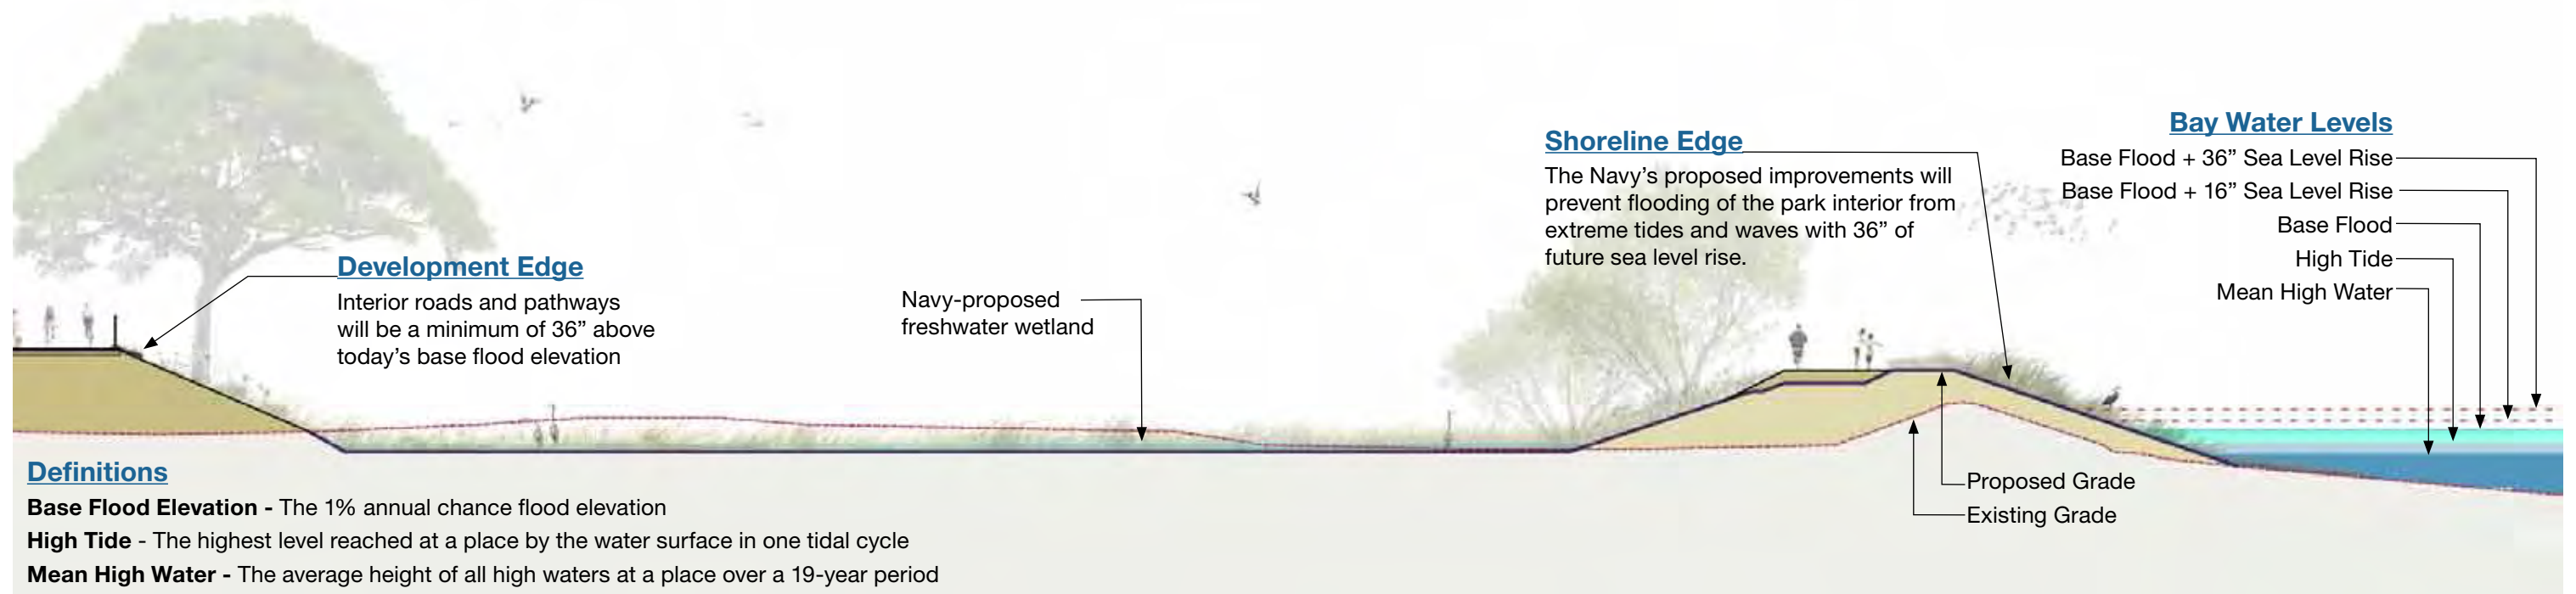 Development Edge
Interior roads and pathways
will be a minimum of 36” above
today’s base flood elevation
Navy-proposed
freshwater wetland
Shoreline Edge
The Navy’s proposed improvements will
prevent flooding of the park interior from
extreme tides and waves with 36” of
future sea level rise.
Bay Water Levels
Base Flood + 36” Sea Level Rise
Base Flood + 16” Sea Level Rise
Base Flood
High Tide
Mean High Water
Proposed Grade
Existing Grade
Definitions
Base Flood Elevation - The 1% annual chance flood elevation
High Tide - The highest level reached at a place by the water surface in one tidal cycle
Mean High Water - The average height of all high waters at a place over a 19-year period